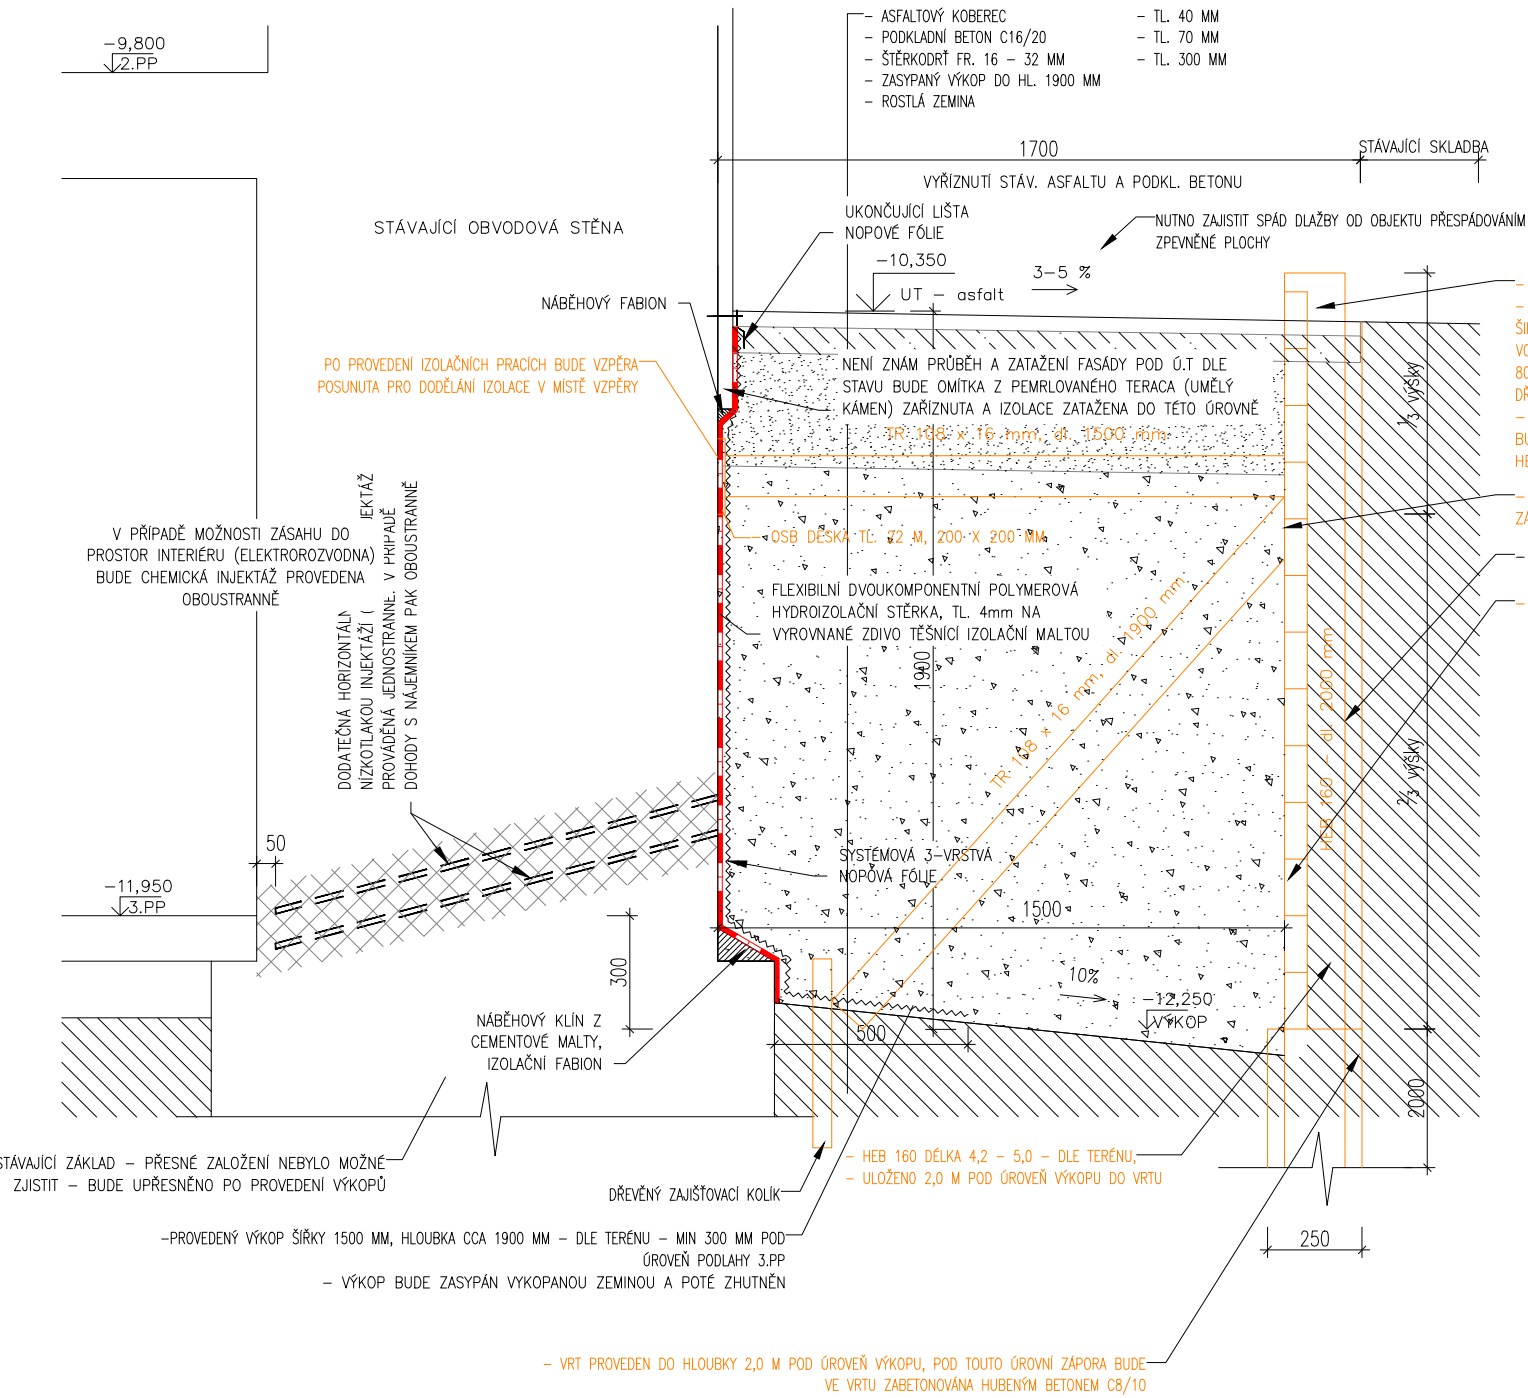 −9,800
2.PP
− ASFALTOVÝ KOBEREC − TL. 40 MM
− PODKLADNÍ BETON C16/20 − TL. 70 MM
− ŠTĚRKODRŤ FR. 16 − 32 MM − TL. 300 MM
− ZASYPANÝ VÝKOP DO HL. 1900 MM
− ROSTLÁ ZEMINA
1700
STÁVAJÍCÍ SKLADBA
VYŘÍZNUTÍ STÁV. ASFALTU A PODKL. BETONU
STÁVAJÍCÍ OBVODOVÁ STĚNA
UKONČUJÍCÍ LIŠTA
NOPOVÉ FÓLIE
NUTNO ZAJISTIT SPÁD DLAŽBY OD OBJEKTU PŘESPÁDOVÁNÍM
ZPEVNĚNÉ PLOCHY
−10,350
UT − asfalt
3−5 %
NÁBĚHOVÝ FABION
PO PROVEDENÍ IZOLAČNÍCH PRACÍCH BUDE VZPĚRA
POSUNUTA PRO DODĚLÁNÍ IZOLACE V MÍSTĚ VZPĚRY
NENÍ ZNÁM PRŮBĚH A ZATAŽENÍ FASÁDY POD Ú.T DLE
STAVU BUDE OMÍTKA Z PEMRLOVANÉHO TERACA (UMĚLÝ
KÁMEN) ZAŘÍZNUTA A IZOLACE ZATAŽENA DO TÉTO ÚROVNĚ
TR 108 x 16 mm, dl. 1500 mm
−
−
80
−
−
−
−
1/3 výšky
OSB DESKA TL. 22 M, 200 X 200 MM
V PŘÍPADĚ MOŽNOSTI ZÁSAHU DO
PROSTOR INTERIÉRU (ELEKTROROZVODNA)
BUDE CHEMICKÁ INJEKTÁŽ PROVEDENA
OBOUSTRANNĚ
DODATEČNÁ HORIZONTÁLN JEKTÁŽ
NÍZKOTLAKOU INJEKTÁŽÍ (
PROVÁDĚNÁ JEDNOSTRANNĚ. V PŘÍPADĚ
DOHODY S NÁJEMNÍKEM PAK OBOUSTRANNĚ
FLEXIBILNÍ DVOUKOMPONENTNÍ POLYMEROVÁ
HYDROIZOLAČNÍ STĚRKA, TL. 4mm NA
VYROVNANÉ ZDIVO TĚSNÍCÍ IZOLAČNÍ MALTOU
1900
TR 108 x 16 mm, dl. 1900 mm
HEB 160 − dl. 2000 mm
2/3 výšky
50
−11,950
3.PP
SYSTÉMOVÁ 3−VRSTVÁ
NOPOVÁ FÓLIE
1500
300
10%
−12,250
VÝKOP
500
NÁBĚHOVÝ KLÍN Z
CEMENTOVÉ MALTY,
IZOLAČNÍ FABION
2000
STÁVAJÍCÍ ZÁKLAD − PŘESNÉ ZALOŽENÍ NEBYLO MOŽNÉ
ZJISTIT − BUDE UPŘESNĚNO PO PROVEDENÍ VÝKOPŮ
− HEB 160 DÉLKA 4,2 − 5,0 − DLE TERÉNU,
− ULOŽENO 2,0 M POD ÚROVEŇ VÝKOPU DO VRTU
DŘEVĚNÝ ZAJIŠŤOVACÍ KOLÍK
−PROVEDENÝ VÝKOP ŠÍŘKY 1500 MM, HLOUBKA CCA 1900 MM − DLE TERÉNU − MIN 300 MM POD
ÚROVEŇ PODLAHY 3.PP
− VÝKOP BUDE ZASYPÁN VYKOPANOU ZEMINOU A POTÉ ZHUTNĚN
250
− VRT PROVEDEN DO HLOUBKY 2,0 M POD ÚROVEŇ VÝKOPU, POD TOUTO ÚROVNÍ ZÁPORA BUDE
VE VRTU ZABETONOVÁNA HUBENÝM BETONEM C8/10